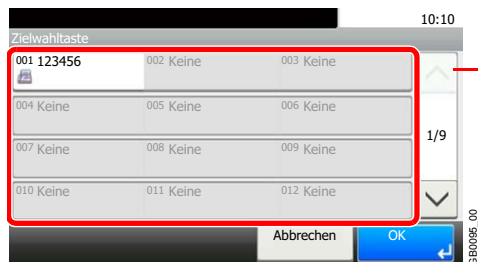 10:10
Zielwahltaste
001 123456 002 Keine 003 Keine
004 Keine 005 Keine 006 Keine
1/9
007 Keine 008 Keine 009 Keine
010 Keine 011 Keine 012 Keine
Abbrechen OK
GB0095_00